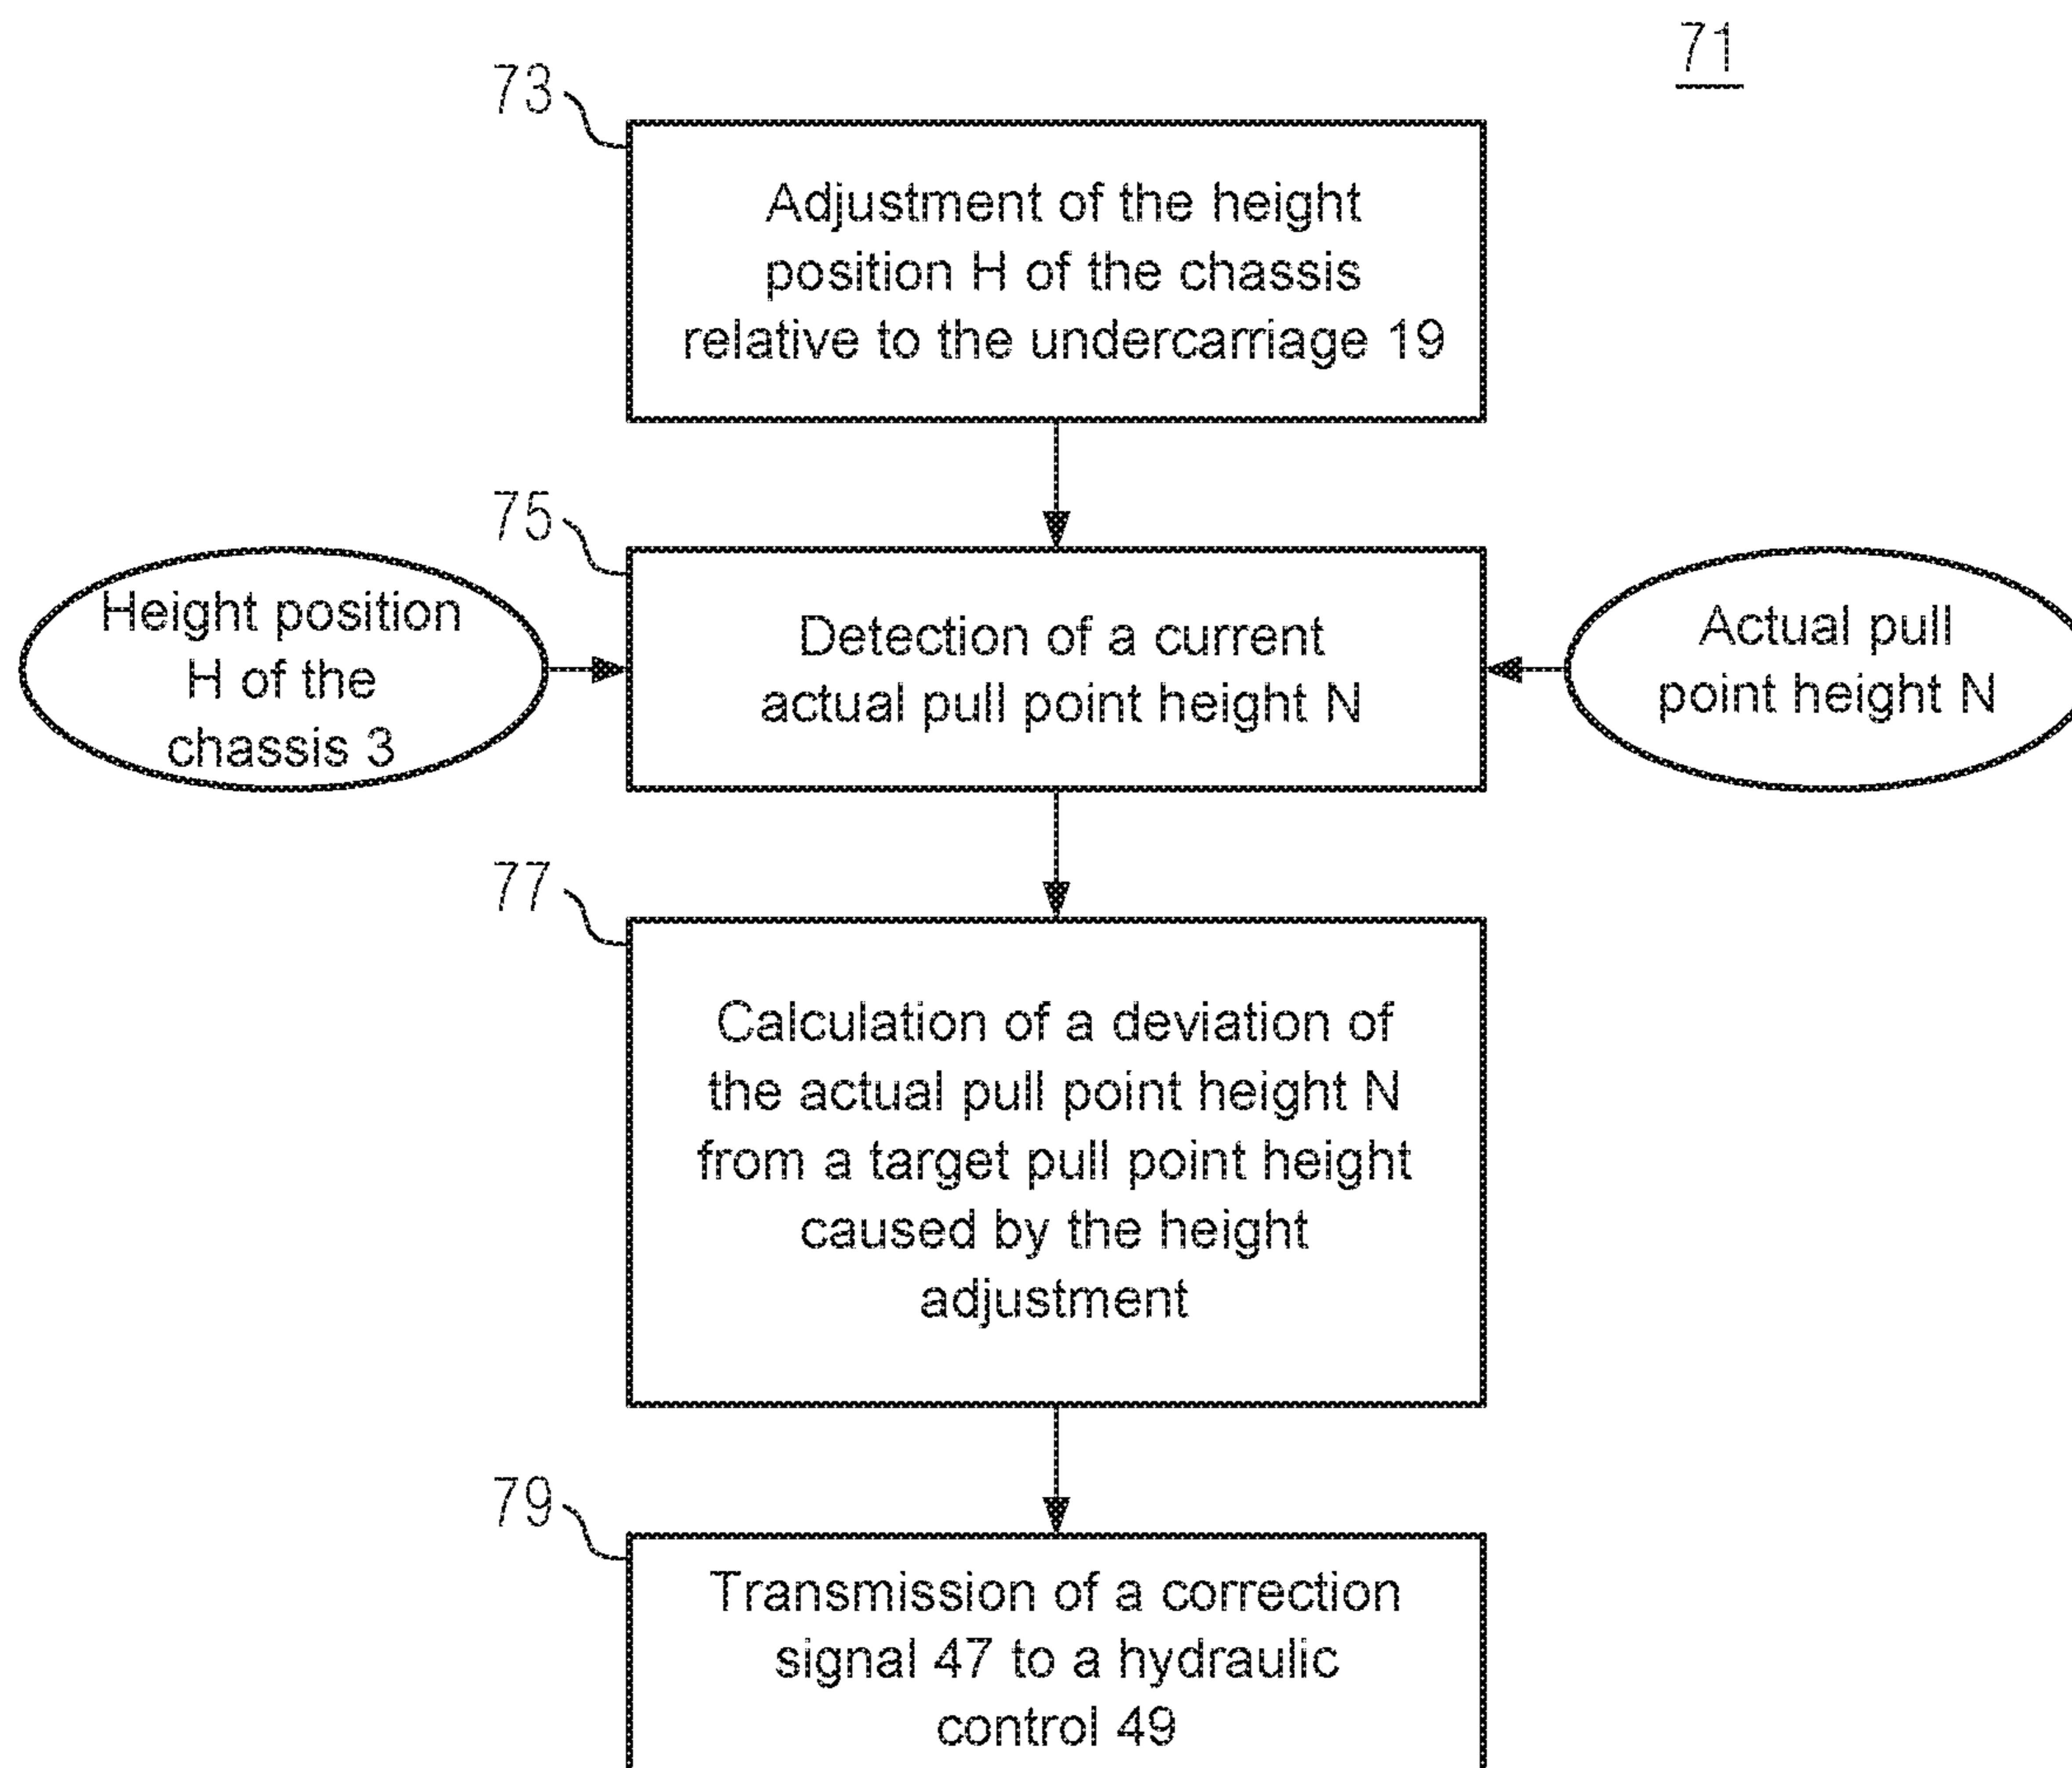 71
73
Adjustment of the height
position H of the chassis
relative to the undercarriage 19
75
Height position
H of the
chassis 3
Detection of a current
actual pull point height N
Actual pull
point height N
77
Calculation of a deviation of
the actual pull point height N
from a target pull point height
caused by the height
adjustment
79
Transmission of a correction
signal 47 to a hydraulic
control 49